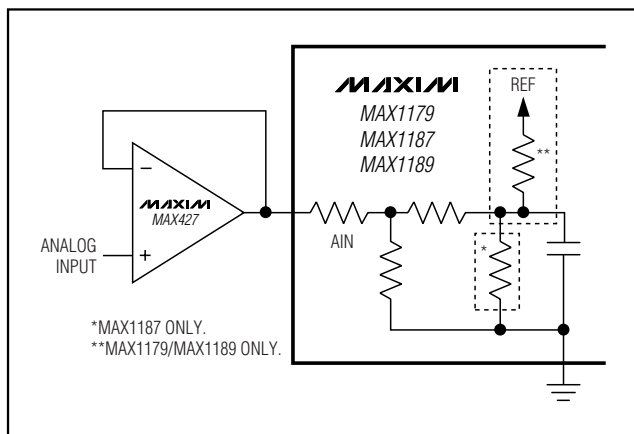 MAXIM
MAX1179
MAX1187
MAX1189
REF
**
−
MAXIM
MAX427
+
ANALOG
INPUT
AIN
*
*MAX1187 ONLY.
**MAX1179/MAX1189 ONLY.